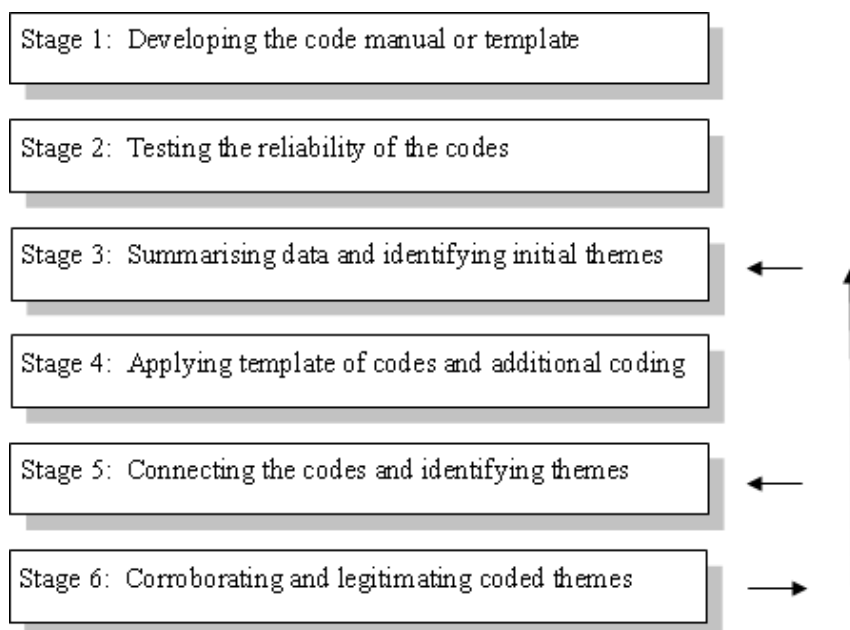 Stage 1: Developing the code manual or template
Stage 2: Testing the reliability of the codes
Stage 3: Summarising data and identifying initial themes
Stage 4: Applying template of codes and additional coding
Stage 5: Connecting the codes and identifying themes
Stage 6: Corroborating and legitimating coded themes